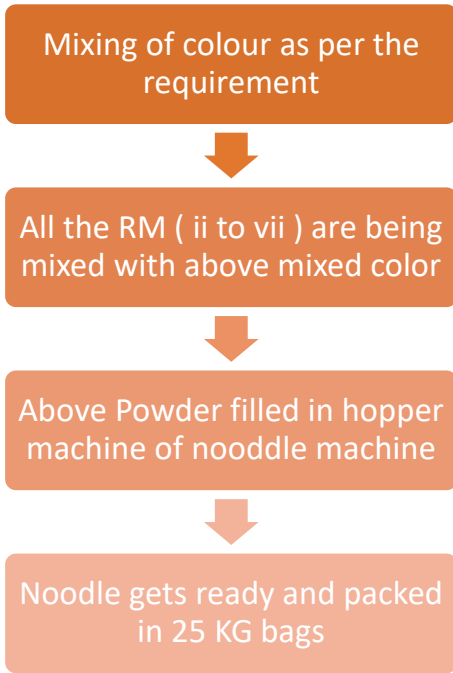 Mixing of colour as per the
requirement
All the RM ( ii to vii ) are being
mixed with above mixed color
Above Powder filled in hopper
machine of nooddle machine
Noodle gets ready and packed
in 25 KG bags